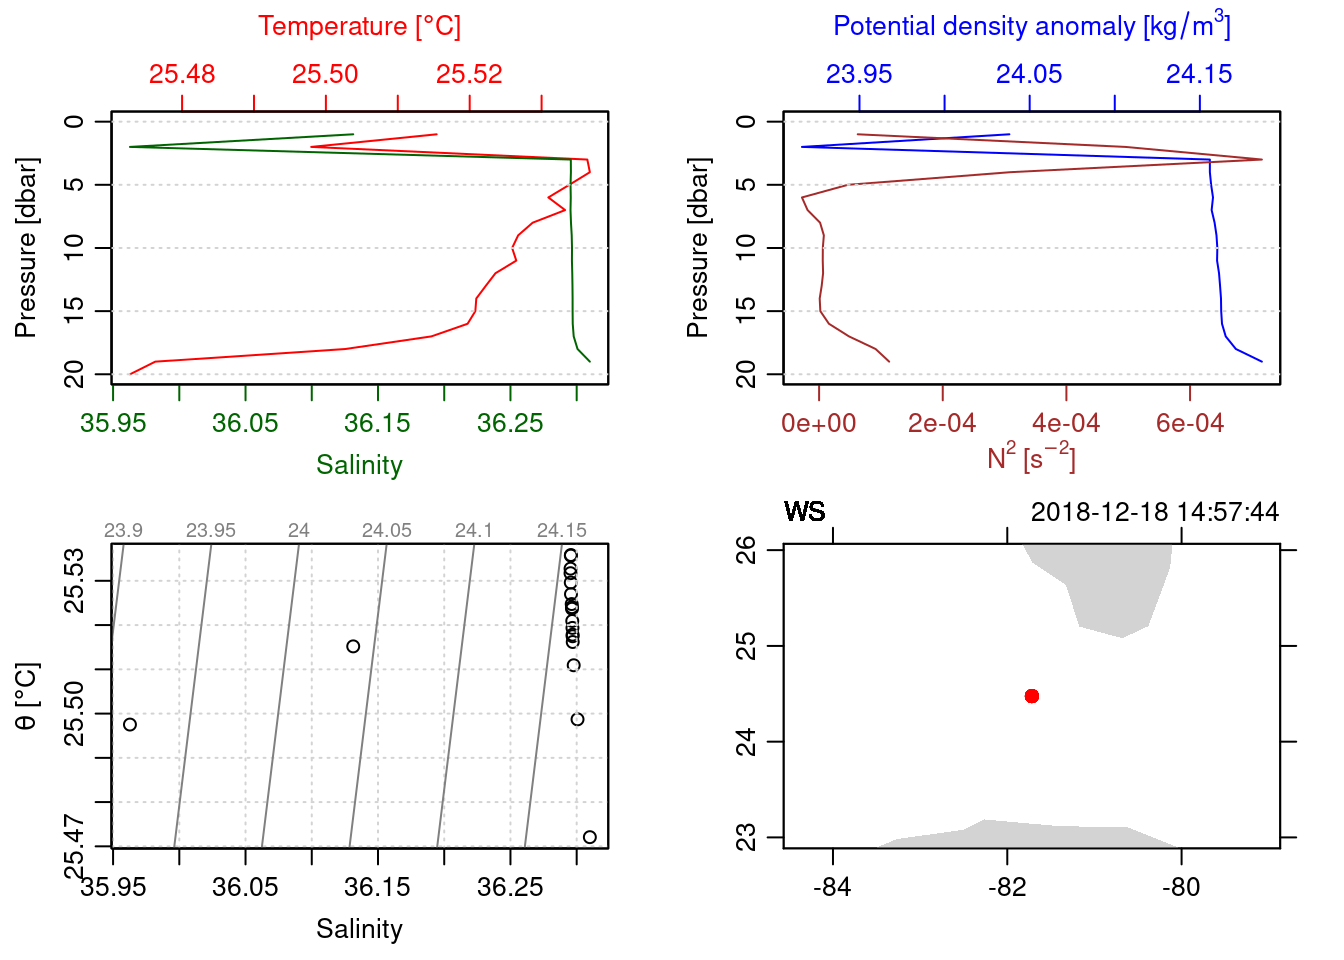 Temperature [°C]
25.48 25.50 25.52
0
5
10
15
20
Pressure [dbar]
35.95 36.05 36.15 36.25
Salinity
Potential density anomaly [kg/m³]
23.95 24.05 24.15
0
5
10
15
20
Pressure [dbar]
0e+00 2e-04 4e-04 6e-04
N² [s⁻²]
23.9 23.95 24 24.05 24.1 24.15
25.53
25.50
25.47
θ [°C]
35.95 36.05 36.15 36.25
Salinity
WS 2018-12-18 14:57:44
26
25
24
23
-84 -82 -80